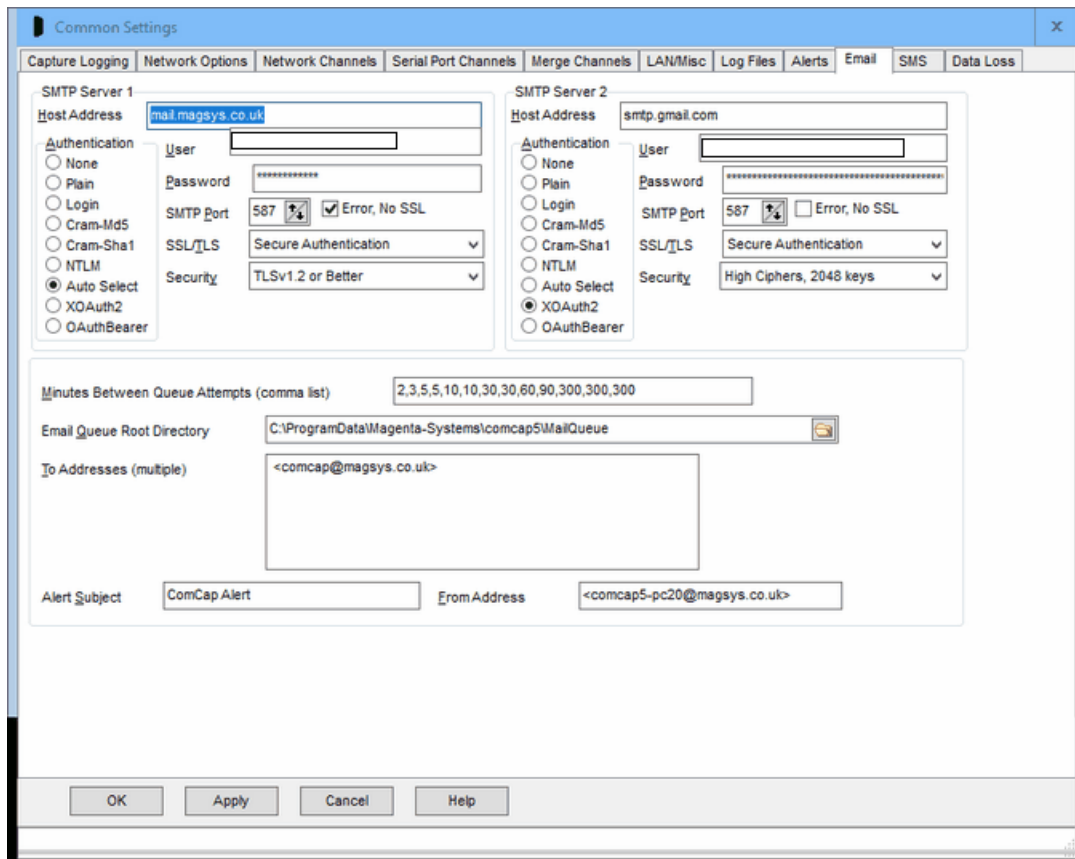 Common Settings
x
Capture Logging Network Options Network Channels Serial Port Channels Merge Channels LAN/Misc Log Files Alerts Email SMS Data Loss
SMTP Server 1
Host Address mail.magsys.co.uk
Authentication
None
Plain
Login
Cram-Md5
Cram-Sha1
NTLM
Auto Select
XOAuth2
OAuthBearer
User
Password ************
SMTP Port 587 Error, No SSL
SSL/TLS Secure Authentication
Security TLSv1.2 or Better
SMTP Server 2
Host Address smtp.gmail.com
Authentication
None
Plain
Login
Cram-Md5
Cram-Sha1
NTLM
Auto Select
XOAuth2
OAuthBearer
User
Password *********************************************
SMTP Port 587 Error, No SSL
SSL/TLS Secure Authentication
Security High Ciphers, 2048 keys
Minutes Between Queue Attempts (comma list) 2,3,5,5,10,10,30,30,60,90,300,300,300
Email Queue Root Directory C:\ProgramData\Magenta-Systems\comcap5\MailQueue
To Addresses (multiple) <comcap@magsys.co.uk>
Alert Subject ComCap Alert From Address <comcap5-pc20@magsys.co.uk>
OK Apply Cancel Help